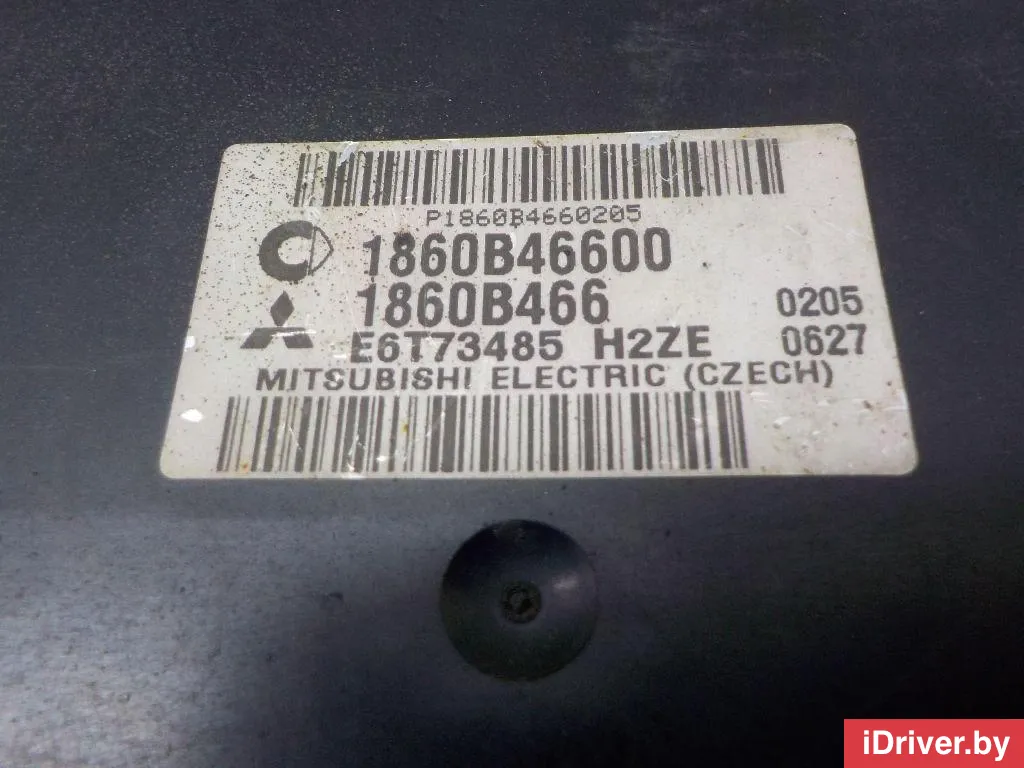 P1860B4660205
1860B46600
1860B466 0205
E6T73485 H2ZE 0627
MITSUBISHI ELECTRIC (CZECH)
iDriver.by